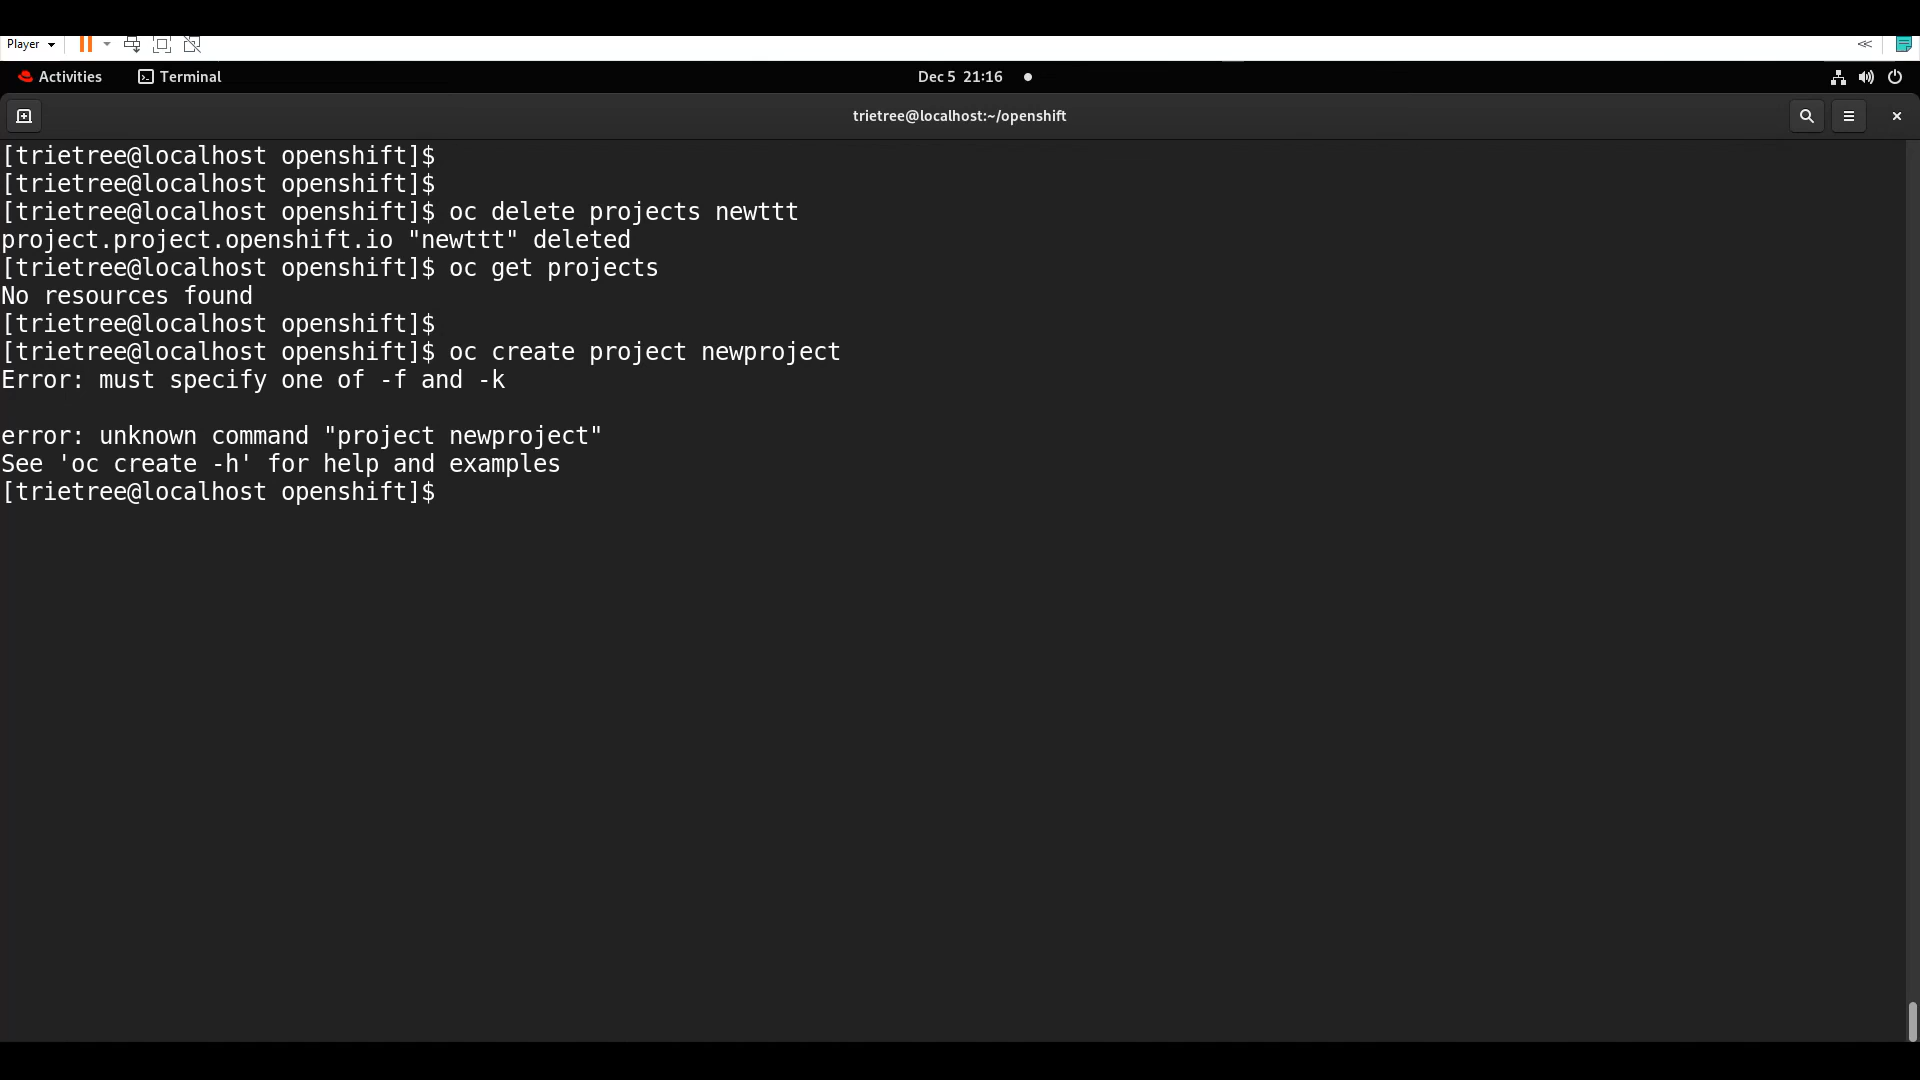 Player
Activities Terminal Dec 5 21:16
trietree@localhost:~/openshift
[trietree@localhost openshift]$
[trietree@localhost openshift]$
[trietree@localhost openshift]$ oc delete projects newttt
project.project.openshift.io "newttt" deleted
[trietree@localhost openshift]$ oc get projects
No resources found
[trietree@localhost openshift]$
[trietree@localhost openshift]$ oc create project newproject
Error: must specify one of -f and -k
error: unknown command "project newproject"
See 'oc create -h' for help and examples
[trietree@localhost openshift]$